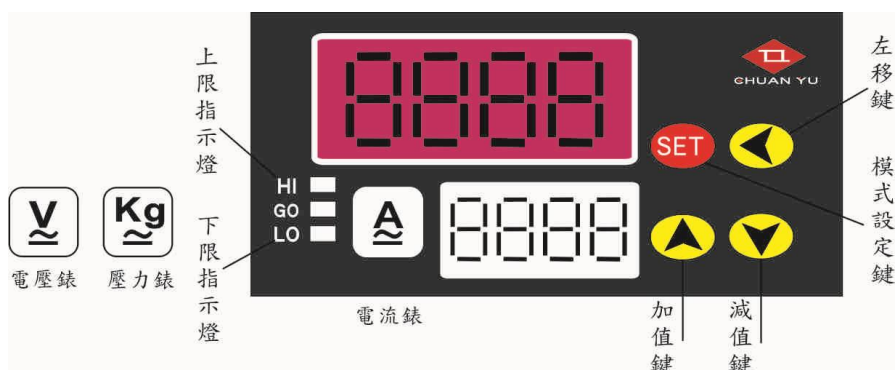 上限指示燈
下限指示燈
V
電壓錶
Kg
壓力錶
8888
CHUAN YU
HI
GO
LO
A
電流錶
8888
SET
左移鍵
模式設定鍵
加值鍵
減值鍵